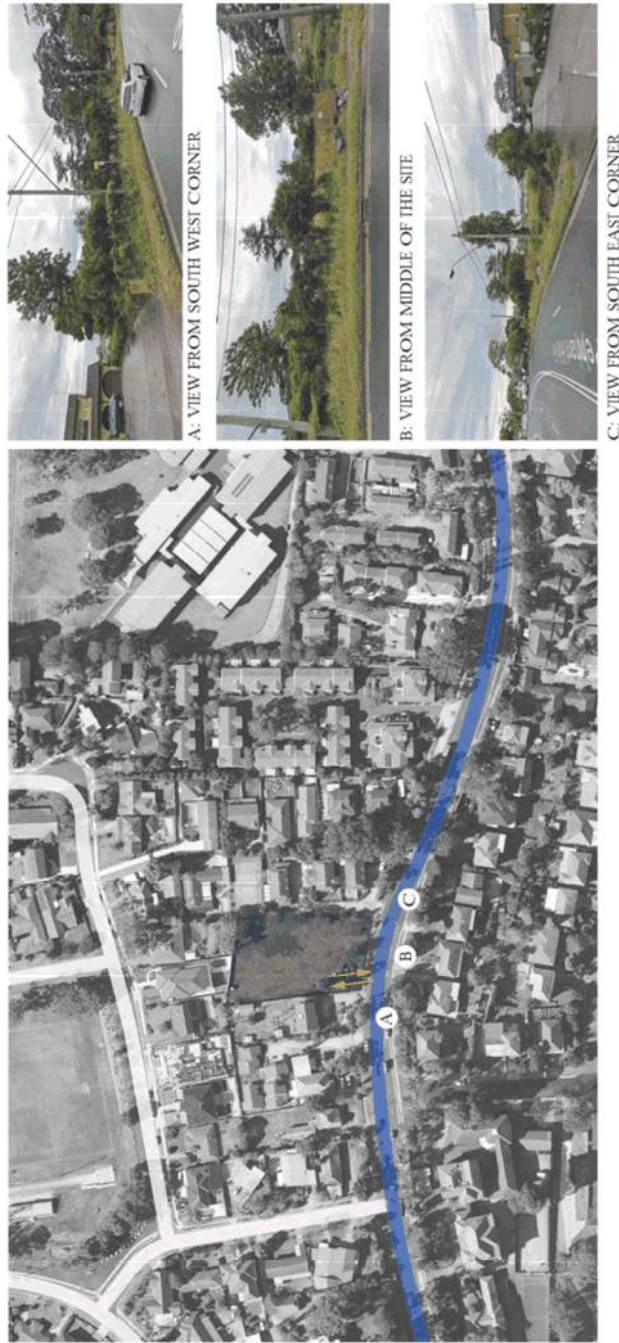 A: VIEW FROM SOUTH WEST CORNER
B: VIEW FROM MIDDLE OF THE SITE
C: VIEW FROM SOUTH EAST CORNER
A
B
C